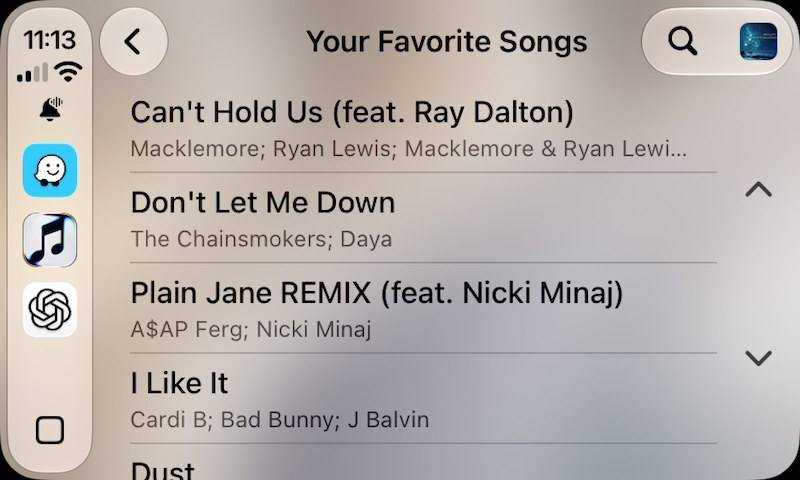 11:13
Your Favorite Songs
Can't Hold Us (feat. Ray Dalton)
Macklemore; Ryan Lewis; Macklemore & Ryan Lewi...
Don't Let Me Down
The Chainsmokers; Daya
Plain Jane REMIX (feat. Nicki Minaj)
A$AP Ferg; Nicki Minaj
I Like It
Cardi B; Bad Bunny; J Balvin
Dust